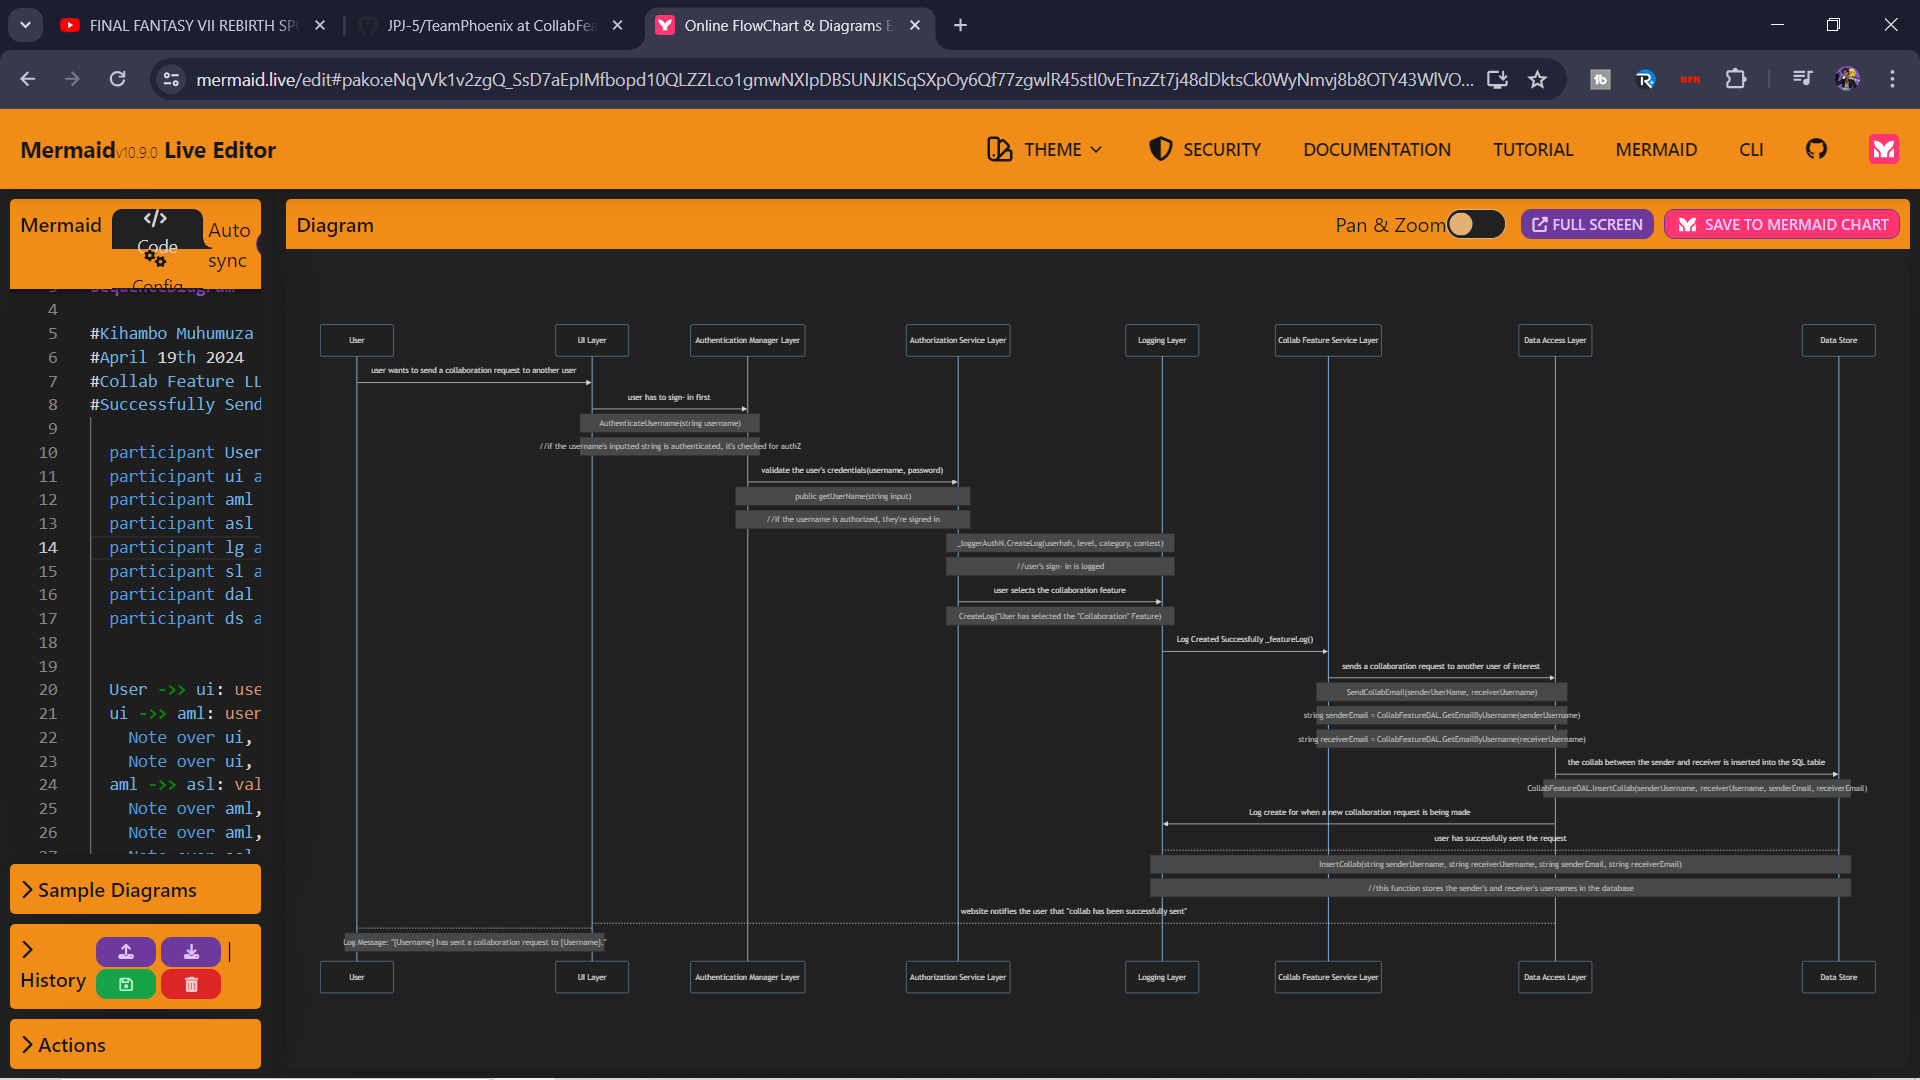 FINAL FANTASY VII REBIRTH SP
JPJ-5/TeamPhoenix at CollabFea
Online FlowChart & Diagrams E
mermaid.live/edit#pako:
Mermaid v10.9.0 Live Editor
THEME
SECURITY
DOCUMENTATION
TUTORIAL
MERMAID
CLI
Mermaid
Code
Config
Auto sync
Diagram
Pan & Zoom
FULL SCREEN
SAVE TO MERMAID CHART
4
5 #Kihambo Muhumuza
6 #April 19th 2024
7 #Collab Feature LL
8 #Successfully Send
9
10 participant User
11 participant ui a
12 participant aml
13 participant asl
14 participant lg a
15 participant sl a
16 participant dal
17 participant ds a
18
19
20 User ->> ui: use
21 ui ->> aml: user
22 Note over ui,
23 Note over ui,
24 aml ->> asl: val
25 Note over aml,
26 Note over aml,
Sample Diagrams
History
Actions
User
UI Layer
Authentication Manager Layer
Authorization Service Layer
Logging Layer
Collab Feature Service Layer
Data Access Layer
Data Store
user wants to send a collaboration request to another user
user has to sign- in first
AuthenticateUsername(string username)
//if the username's inputted string is authenticated, it's checked for authZ
validate the user's credentials(username, password)
public getUserName(string input)
//if the username is authorized, they're signed in
_loggerAuthN.CreateLog(userhah, level, category, context)
//user's sign- in is logged
user selects the collaboration feature
CreateLog("User has selected the "Collaboration" Feature)
Log Created Successfully _featureLog()
sends a collaboration request to another user of interest
SendCollabEmail(senderUserName, receiverUsername)
string senderEmail = CollabFeatureDAL.GetEmailByUsername(senderUsername)
string receiverEmail = CollabFeatureDAL.GetEmailByUsername(receiverUsername)
the collab between the sender and receiver is inserted into the SQL table
CollabFeatureDAL.InsertCollab(senderUsername, receiverUsername, senderEmail, receiverEmail)
Log create for when a new collaboration request is being made
user has successfully sent the request
InsertCollab(string senderUsername, string receiverUsername, string senderEmail, string receiverEmail)
//this function stores the sender's and receiver's usernames in the database
website notifies the user that "collab has been successfully sent"
Log Message: "[Username] has sent a collaboration request to [Username]."
User
UI Layer
Authentication Manager Layer
Authorization Service Layer
Logging Layer
Collab Feature Service Layer
Data Access Layer
Data Store